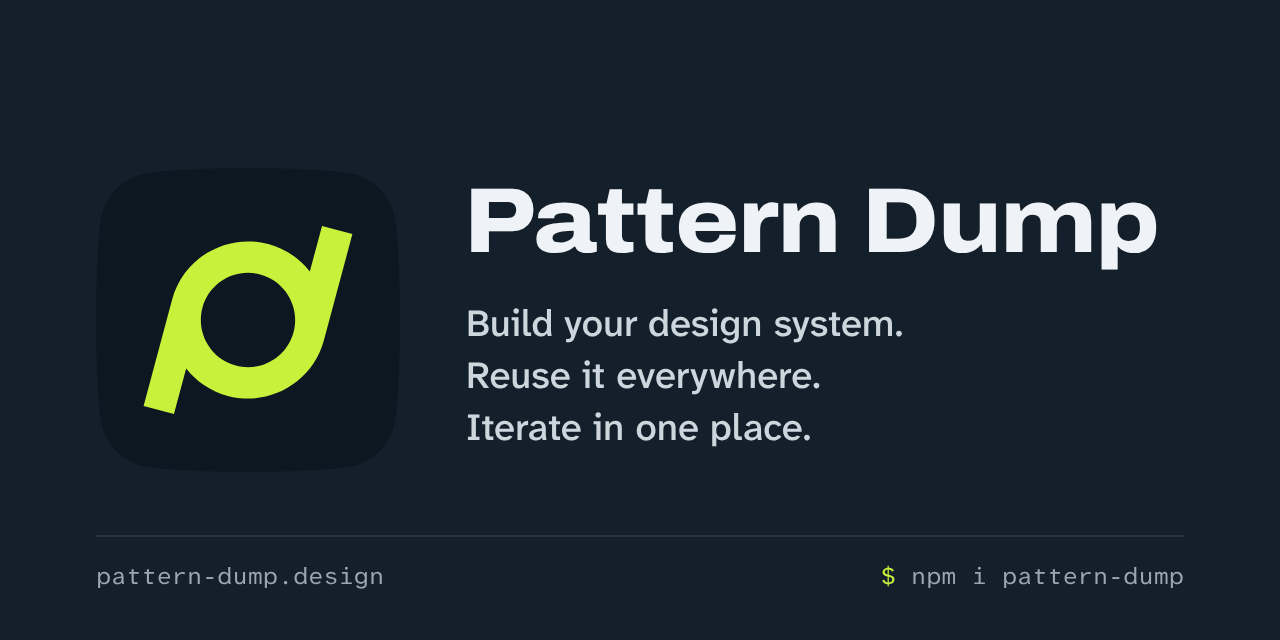 Pattern Dump
Build your design system.
Reuse it everywhere.
Iterate in one place.
pattern-dump.design
$ npm i pattern-dump